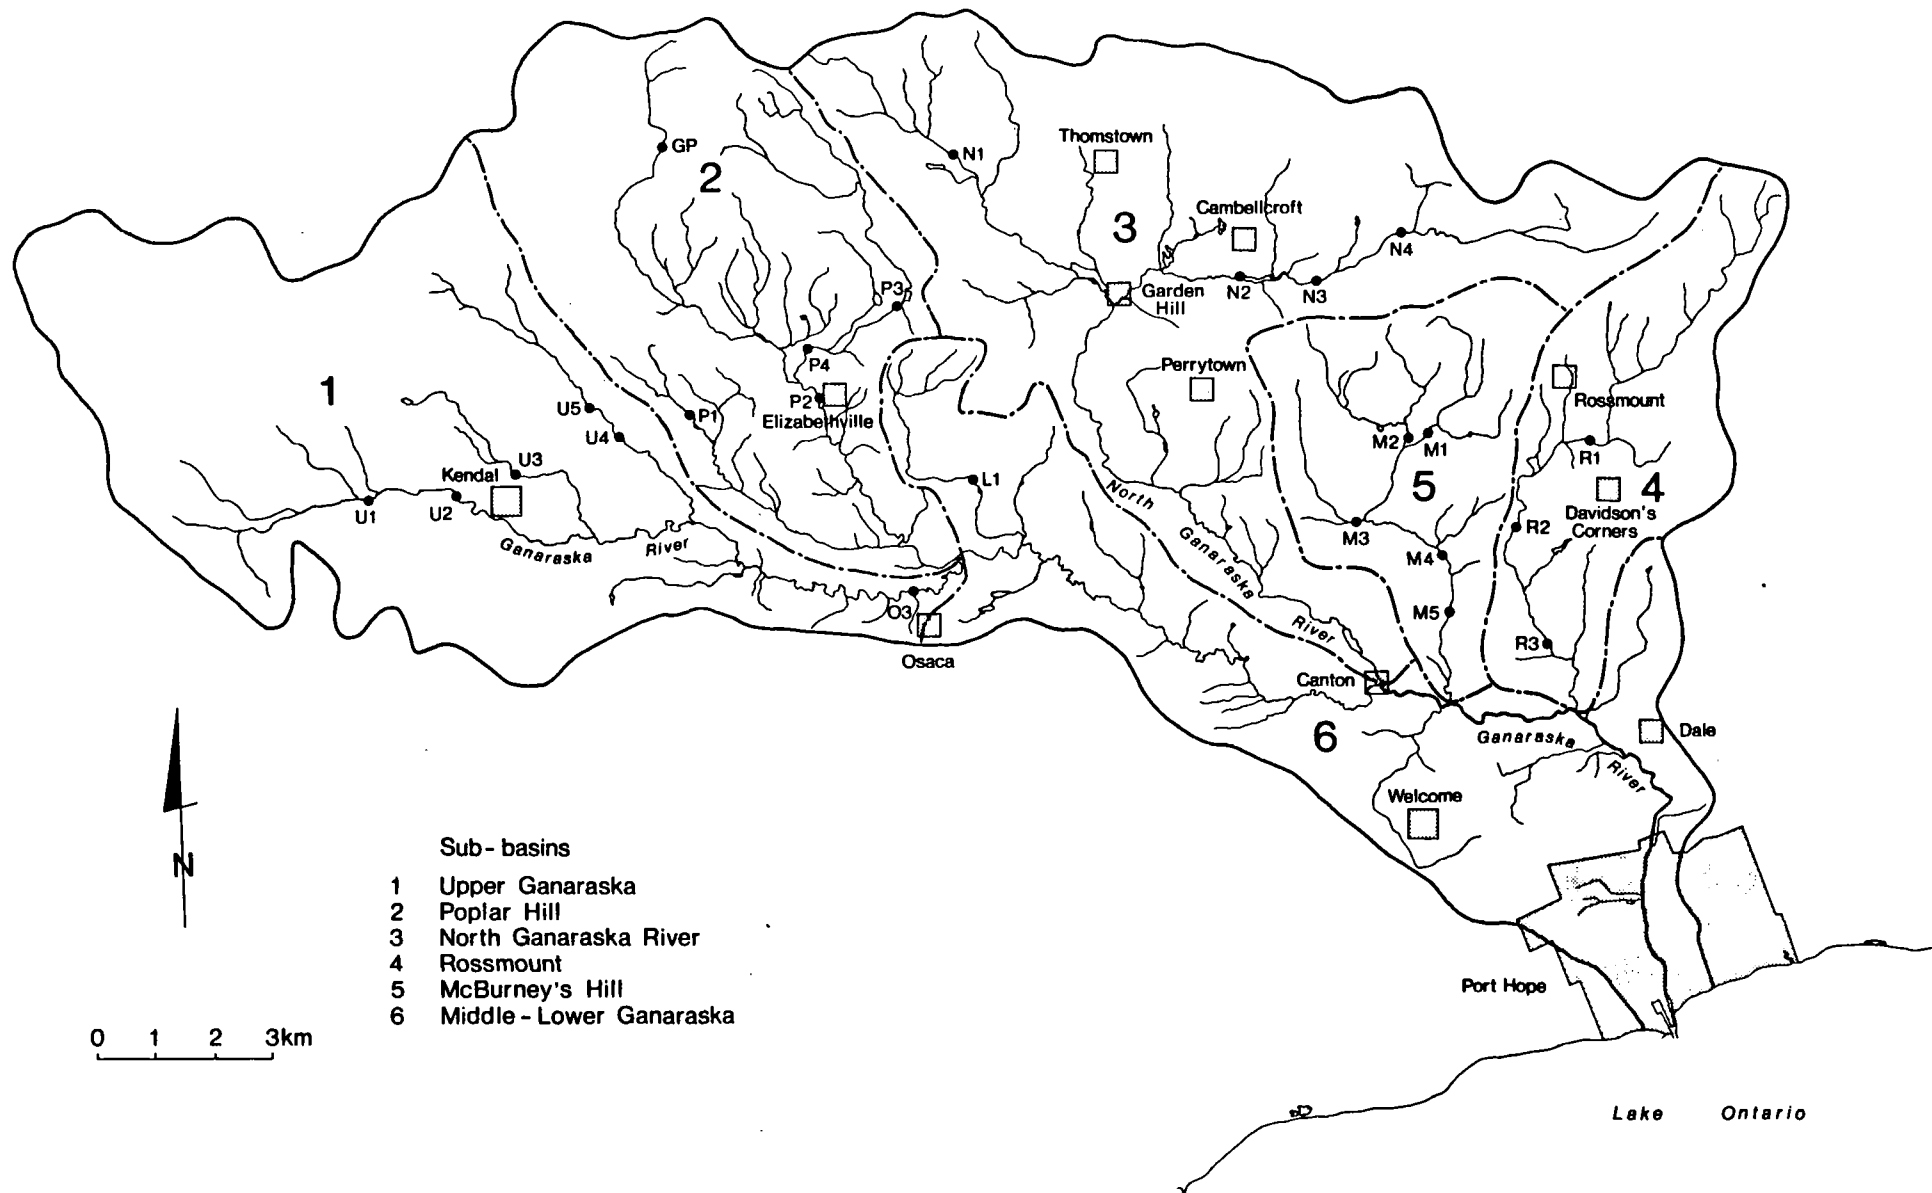 Thomstown
N1
GP
2
Cambellcroft
3
N4
P3
Garden
Hill
N2
N3
P4
Perrytown
1
U5
P1
P2
Elizabethville
Rossmount
U4
M2
M1
R1
Kendal
U3
L1
North
5
4
U1
U2
Davidson's
Corners
R2
Ganaraska River
Ganaraska
M3
M4
O3
M5
River
R3
Osaca
Canton
6
Ganaraska
Dale
River
Welcome
N
Sub-basins
1 Upper Ganaraska
2 Poplar Hill
3 North Ganaraska River
4 Rossmount
5 McBurney's Hill
6 Middle-Lower Ganaraska
Port Hope
0 1 2 3km
Lake Ontario